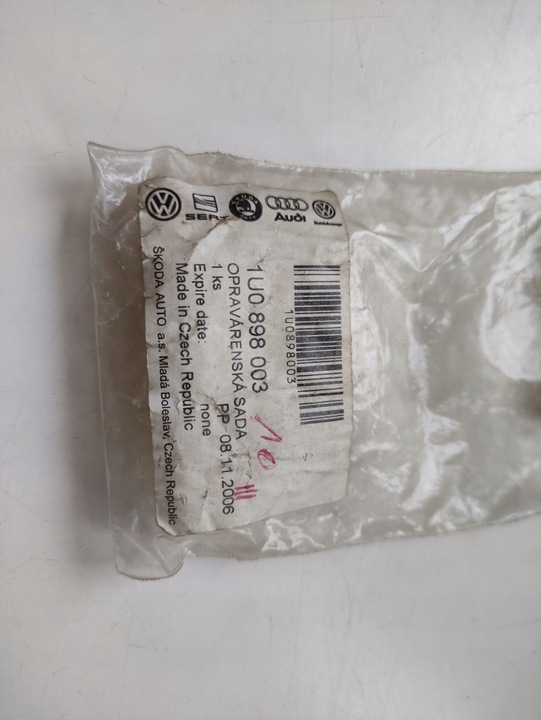 SEAT
ŠKODA
Audi
1U0898003
1U0 898 003
OPRAVÁRENSKÁ SADA
1 ks PP 08.11.2006
Expire date: none
Made in Czech Republic
ŠKODA AUTO a.s. Mladá Boleslav, Czech Republic